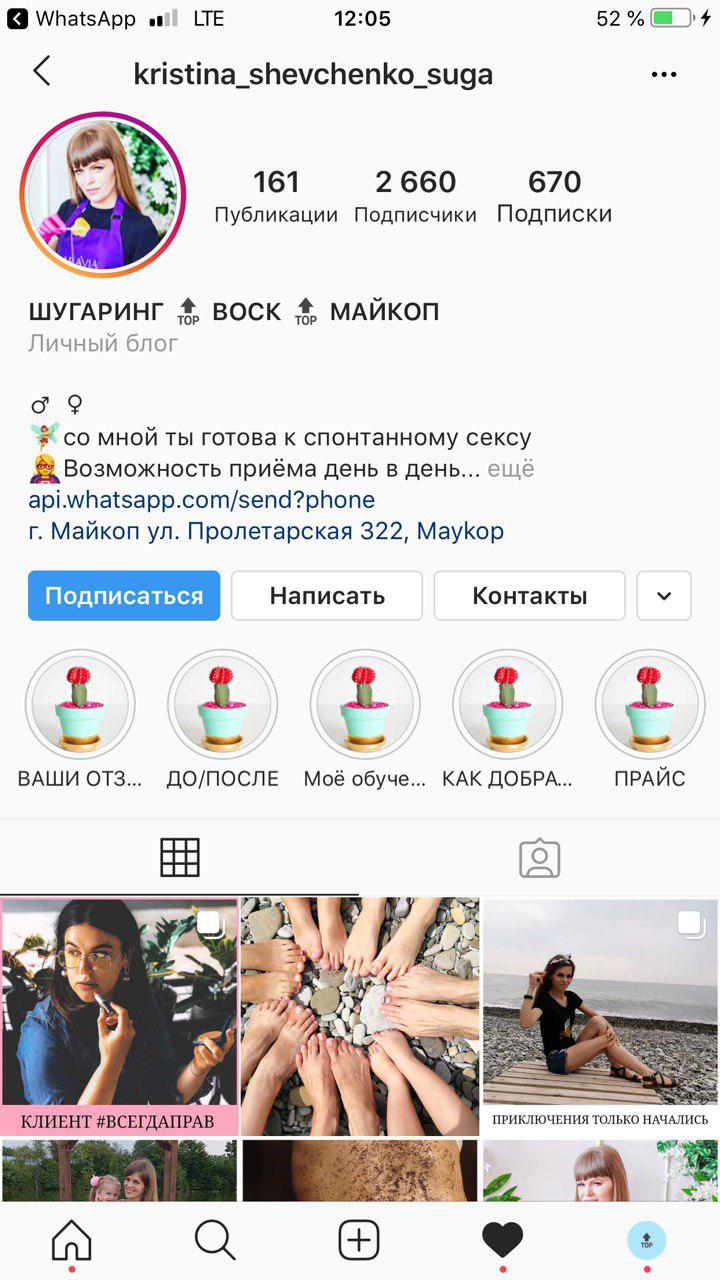 WhatsApp LTE 12:05 52 %
kristina_shevchenko_suga
161 2 660 670
Публикации Подписчики Подписки
ШУГАРИНГ TOP ВОСК TOP МАЙКОП
Личный блог
со мной ты готова к спонтанному сексу
Возможность приёма день в день... ещё
api.whatsapp.com/send?phone
г. Майкоп ул. Пролетарская 322, Maykop
Подписаться Написать Контакты
ВАШИ ОТЗ... ДО/ПОСЛЕ Моё обуче... КАК ДОБРА... ПРАЙС
КЛИЕНТ #ВСЕГДАПРАВ
ПРИКЛЮЧЕНИЯ ТОЛЬКО НАЧАЛИСЬ
TOP